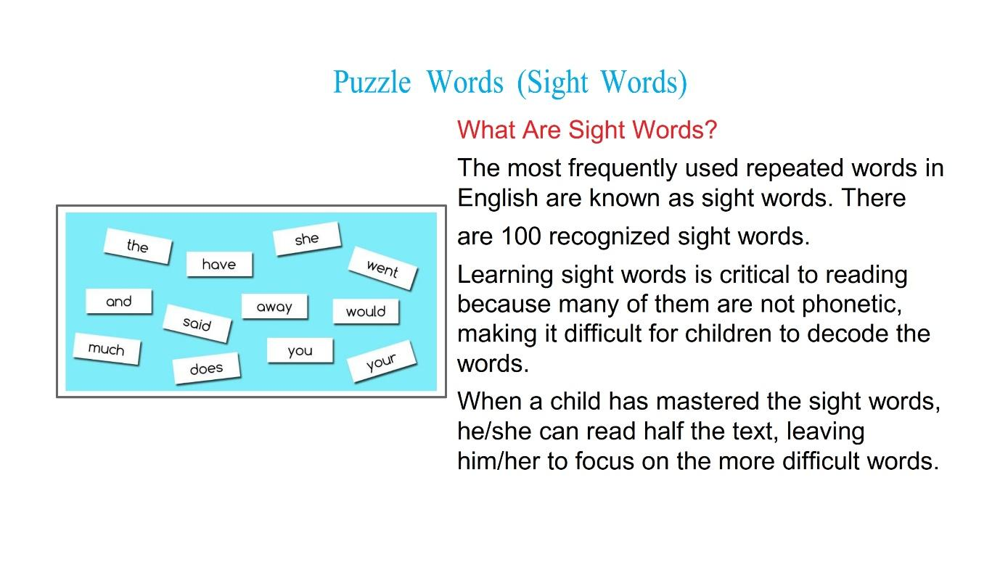 Puzzle Words (Sight Words)
the
she
have
went
and
away
would
said
much
you
your
does
What Are Sight Words?
The most frequently used repeated words in
English are known as sight words. There
are 100 recognized sight words.
Learning sight words is critical to reading
because many of them are not phonetic,
making it difficult for children to decode the
words.
When a child has mastered the sight words,
he/she can read half the text, leaving
him/her to focus on the more difficult words.